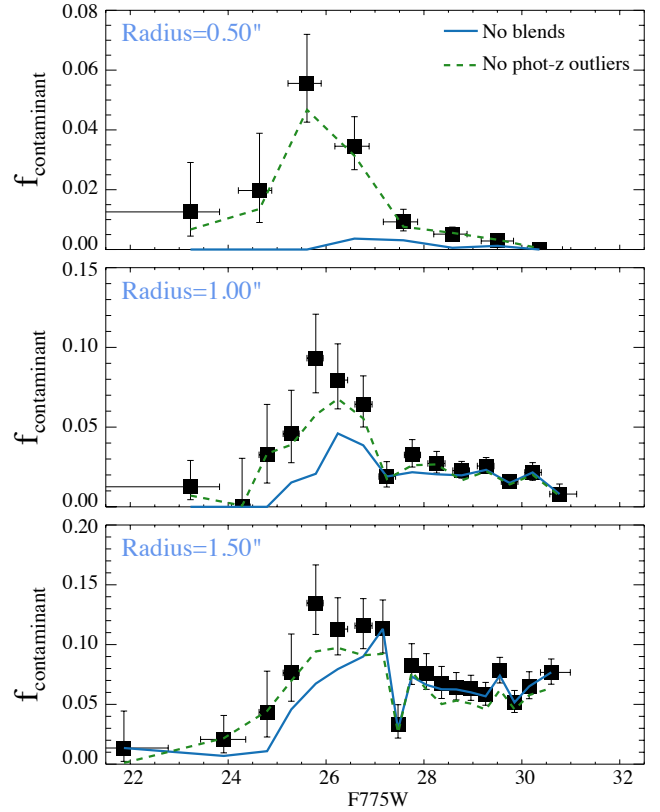 Radius=0.50"
No blends
No phot-z outliers
f_contaminant
0.08
0.06
0.04
0.02
0.00
Radius=1.00"
f_contaminant
0.15
0.10
0.05
0.00
Radius=1.50"
f_contaminant
0.20
0.15
0.10
0.05
0.00
22 24 26 28 30 32
F775W